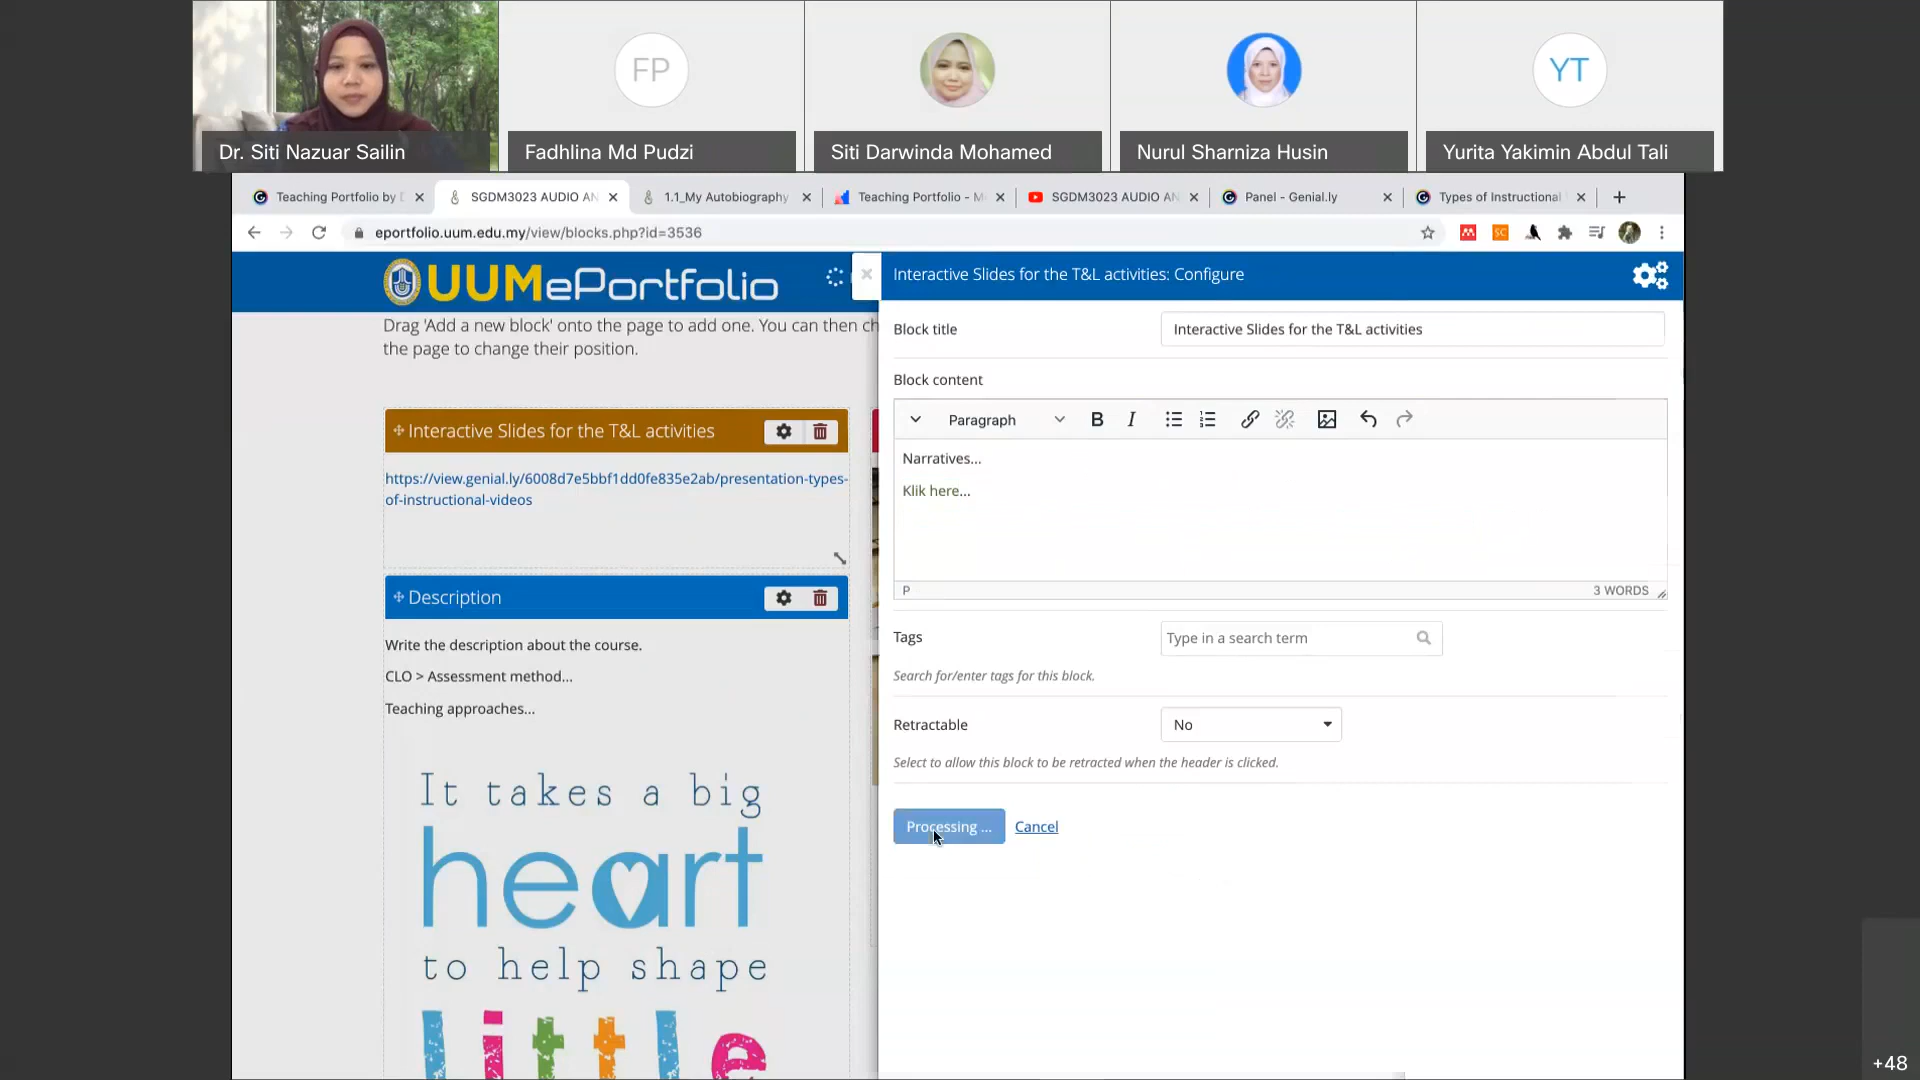 FP
YT
Dr. Siti Nazuar Sailin
Fadhlina Md Pudzi
Siti Darwinda Mohamed
Nurul Sharniza Husin
Yurita Yakimin Abdul Tali
Teaching Portfolio by
SGDM3023 AUDIO AN
1.1_My Autobiography
Teaching Portfolio - M
SGDM3023 AUDIO AN
Panel - Genial.ly
Types of Instructional
eportfolio.uum.edu.my/view/blocks.php?id=3536
SC
UUMePortfolio
Drag 'Add a new block' onto the page to add one. You can then ch
the page to change their position.
Interactive Slides for the T&L activities
https://view.genial.ly/6008d7e5bbf1dd0fe835e2ab/presentation-types-
of-instructional-videos
Description
Write the description about the course.
CLO > Assessment method...
Teaching approaches...
It takes a big
heart
to help shape
little
Interactive Slides for the T&L activities: Configure
Block title
Interactive Slides for the T&L activities
Block content
Paragraph
B I
Narratives...
Klik here...
P
3 WORDS
Tags
Type in a search term
Search for/enter tags for this block.
Retractable
No
Select to allow this block to be retracted when the header is clicked.
Processing ...
Cancel
+48